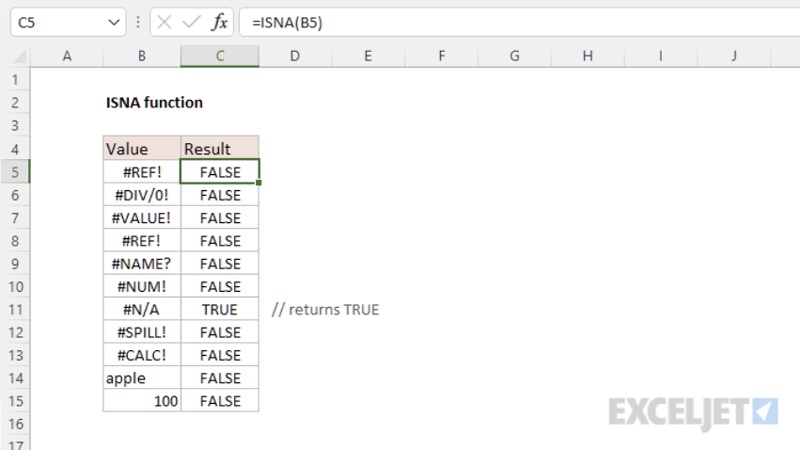 C5 fx =ISNA(B5)
A B C D E F G H I J
1
2 ISNA function
3
4 Value Result
5 #REF! FALSE
6 #DIV/0! FALSE
7 #VALUE! FALSE
8 #REF! FALSE
9 #NAME? FALSE
10 #NUM! FALSE
11 #N/A TRUE // returns TRUE
12 #SPILL! FALSE
13 #CALC! FALSE
14 apple FALSE
15 100 FALSE
16
17
EXCELJET